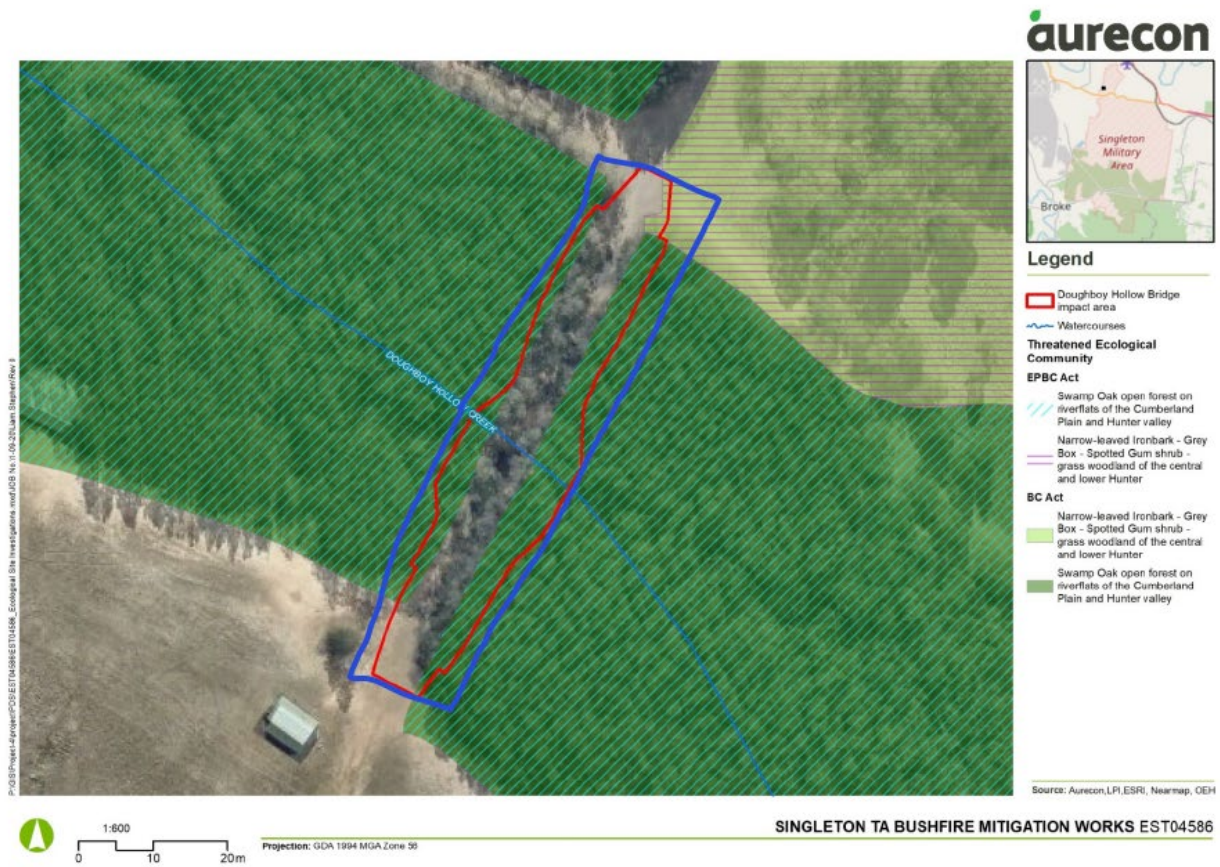 aurecon
Singleton
Military
Area
Broke
Legend
Doughboy Hollow Bridge
impact area
Watercourses
Threatened Ecological
Community
EPBC Act
Swamp Oak open forest on
riverflats of the Cumberland
Plain and Hunter valley
Narrow-leaved Ironbark - Grey
Box - Spotted Gum shrub -
grass woodland of the central
and lower Hunter
BC Act
Narrow-leaved Ironbark - Grey
Box - Spotted Gum shrub -
grass woodland of the central
and lower Hunter
Swamp Oak open forest on
riverflats of the Cumberland
Plain and Hunter valley
DOUGHBOY HOLLOW CREEK
Source: Aurecon,LPI,ESRI, Nearmap, OEH
1:600
0 10 20m
Projection: GDA 1994 MGA Zone 56
SINGLETON TA BUSHFIRE MITIGATION WORKS EST04586